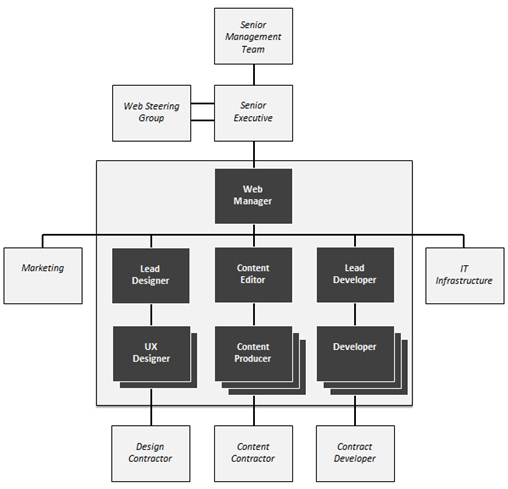 Senior
Management
Team
Web Steering
Group
Senior
Executive
Web
Manager
Marketing
Lead
Designer
Content
Editor
Lead
Developer
IT
Infrastructure
UX
Designer
Content
Producer
Developer
Design
Contractor
Content
Contractor
Contract
Developer